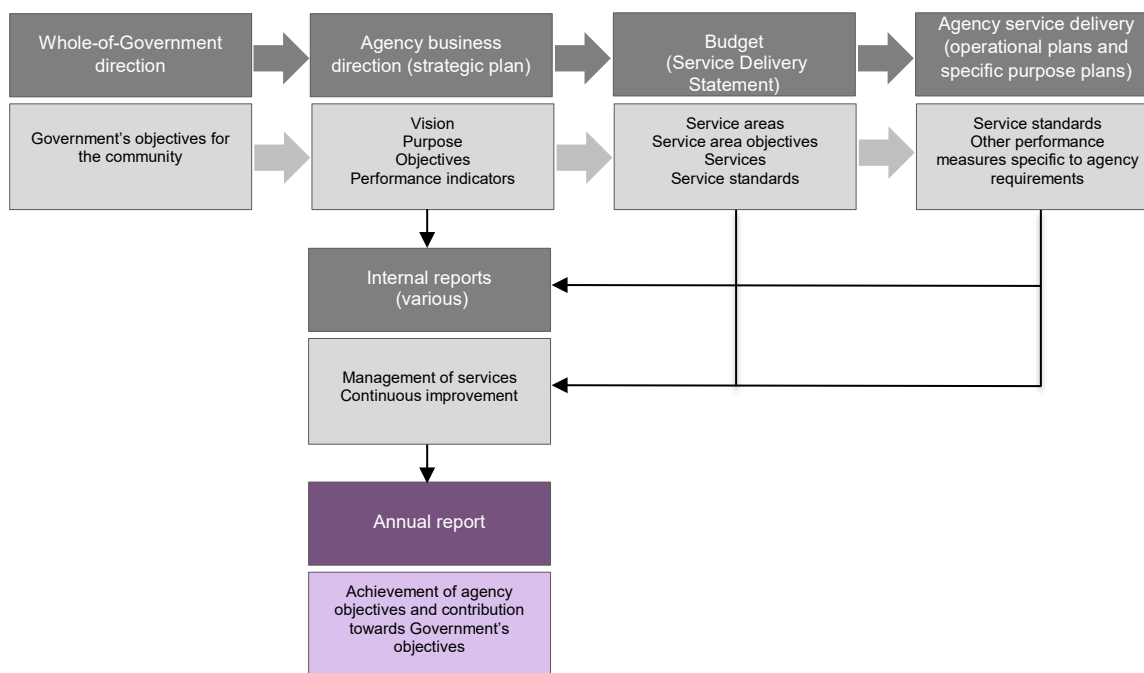 Whole-of-Government
direction
Agency business
direction (strategic plan)
Budget
(Service Delivery
Statement)
Agency service delivery
(operational plans and
specific purpose plans)
Government's objectives for
the community
Vision
Purpose
Objectives
Performance indicators
Service areas
Service area objectives
Services
Service standards
Service standards
Other performance
measures specific to agency
requirements
Internal reports
(various)
Management of services
Continuous improvement
Annual report
Achievement of agency
objectives and contribution
towards Government's
objectives